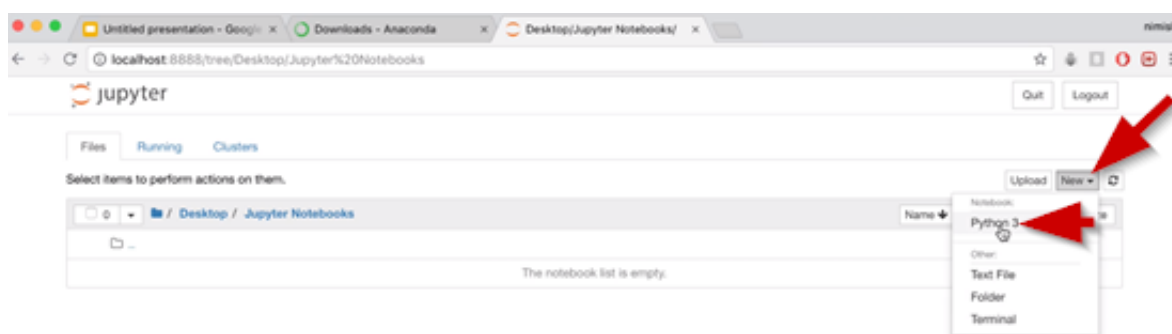 Untitled presentation - Googl Downloads - Anaconda Desktop/Jupyter Notebooks/
localhost:8888/tree/Desktop/Jupyter%20Notebooks
jupyter Quit Logout
Files Running Clusters
Select items to perform actions on them. Upload New
0 / Desktop / Jupyter Notebooks Name
Notebook:
Python 3
..
The notebook list is empty.
Other:
Text File
Folder
Terminal